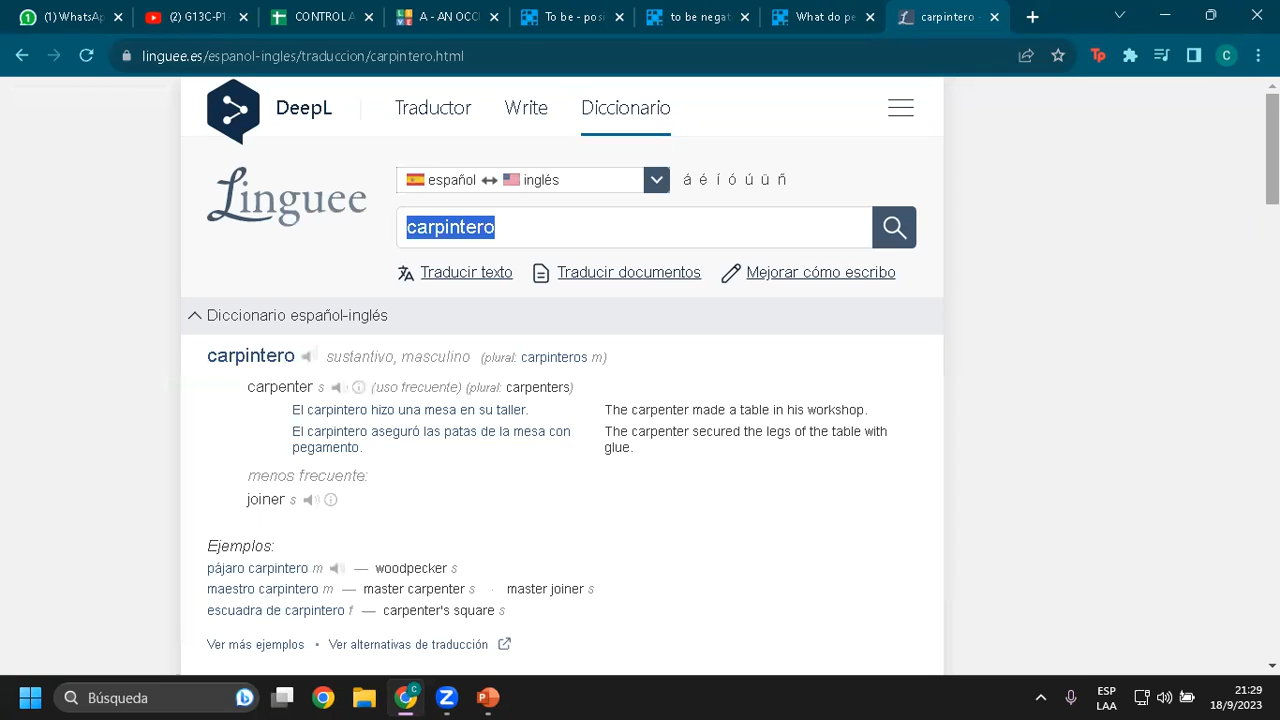 (1) WhatsA
(2) G13C-P1
CONTROL A
A - AN OCC
To be - posi
to be negat
What do pe
carpintero -
linguee.es/espanol-ingles/traduccion/carpintero.html
DeepL
Traductor
Write
Diccionario
Linguee
español ↔ inglés
á é í ó ú ü ñ
carpintero
Traducir texto
Traducir documentos
Mejorar cómo escribo
Diccionario español-inglés
carpintero sustantivo, masculino (plural: carpinteros m)
carpenter s (uso frecuente) (plural: carpenters)
El carpintero hizo una mesa en su taller. The carpenter made a table in his workshop.
El carpintero aseguró las patas de la mesa con The carpenter secured the legs of the table with
pegamento. glue.
menos frecuente:
joiner s
Ejemplos:
pájaro carpintero m — woodpecker s
maestro carpintero m — master carpenter s · master joiner s
escuadra de carpintero f — carpenter's square s
Ver más ejemplos • Ver alternativas de traducción
Búsqueda
ESP
LAA
21:29
18/9/2023